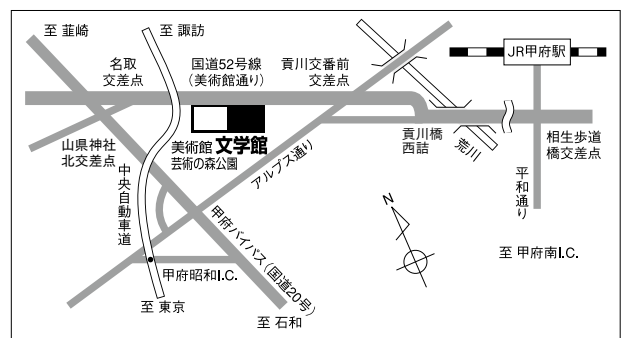 至 韮崎
至 諏訪
名取
交差点
国道52号線
(美術館通り)
貢川交番前
交差点
JR甲府駅
山県神社
北交差点
美術館
文学館
芸術の森公園
アルプス通り
貢川橋
西詰
荒川
相生歩道
橋交差点
平和通り
中央自動車道
甲府バイパス(国道20号)
N
至 甲府南I.C.
甲府昭和I.C.
至 東京
至 石和